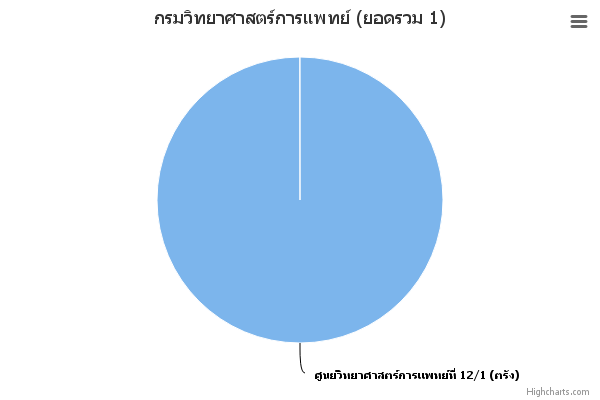 กรมวิทยาศาสตร์การแพทย์ (ยอดรวม 1)
ศูนย์วิทยาศาสตร์การแพทย์ที่ 12/1 (ตรัง)
Highcharts.com